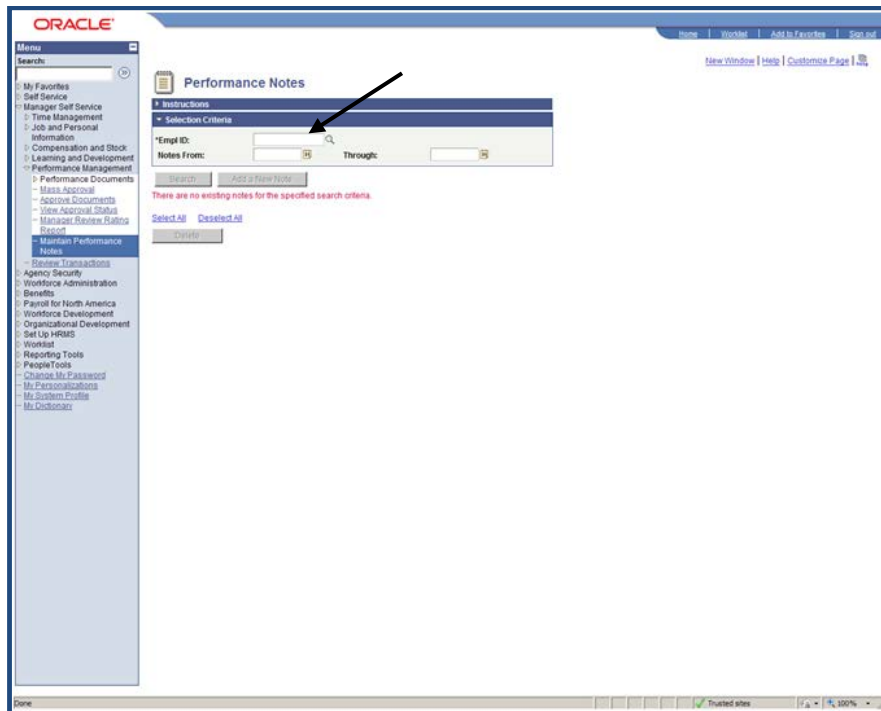 ORACLE'
Home | Worklist | Add to Favorites | Sign out
Menu
Search:
New Window | Help | Customize Page |
My Favorites
Self Service
Manager Self Service
Time Management
Job and Personal
Information
Compensation and Stock
Learning and Development
Performance Management
Performance Documents
– Mass Approval
– Approve Documents
– View Approval Status
– Manager Review Rating
Report
– Maintain Performance
Notes
– Review Transactions
Agency Security
Workforce Administration
Benefits
Payroll for North America
Workforce Development
Organizational Development
Set Up HRMS
Worklist
Reporting Tools
PeopleTools
– Change My Password
– My Personalizations
– My System Profile
– My Dictionary
Performance Notes
Instructions
Selection Criteria
*Empl ID:
Notes From: Through:
Search Add a New Note
There are no existing notes for the specified search criteria.
Select All Deselect All
Delete
Done Trusted sites 100%